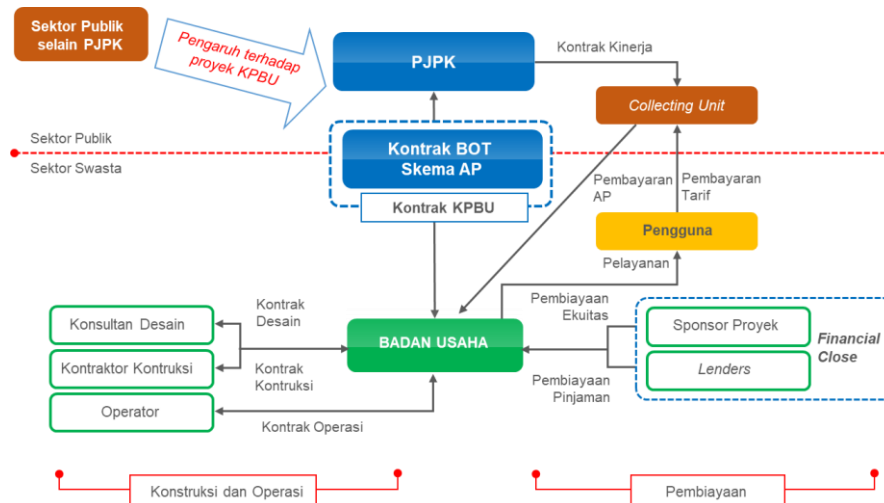 Sektor Publik
selain PJPK
Pengaruh terhadap
proyek KPBU
PJPK
Kontrak Kinerja
Collecting Unit
Sektor Publik
Sektor Swasta
Kontrak BOT
Skema AP
Kontrak KPBU
Pembayaran
AP
Pembayaran
Tarif
Pengguna
Pelayanan
Konsultan Desain
Kontraktor Kontruksi
Operator
Kontrak
Desain
Kontrak
Kontruksi
Kontrak Operasi
BADAN USAHA
Pembiayaan
Ekuitas
Pembiayaan
Pinjaman
Sponsor Proyek
Lenders
Financial
Close
Konstruksi dan Operasi
Pembiayaan